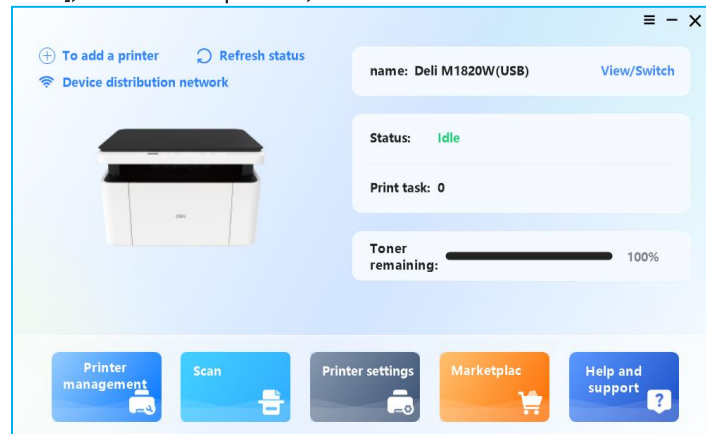 To add a printer
Refresh status
Device distribution network
name: Deli M1820W(USB)
View/Switch
Status: Idle
Print task: 0
Toner
remaining:
100%
Printer
management
Scan
Printer settings
Marketplac
Help and
support